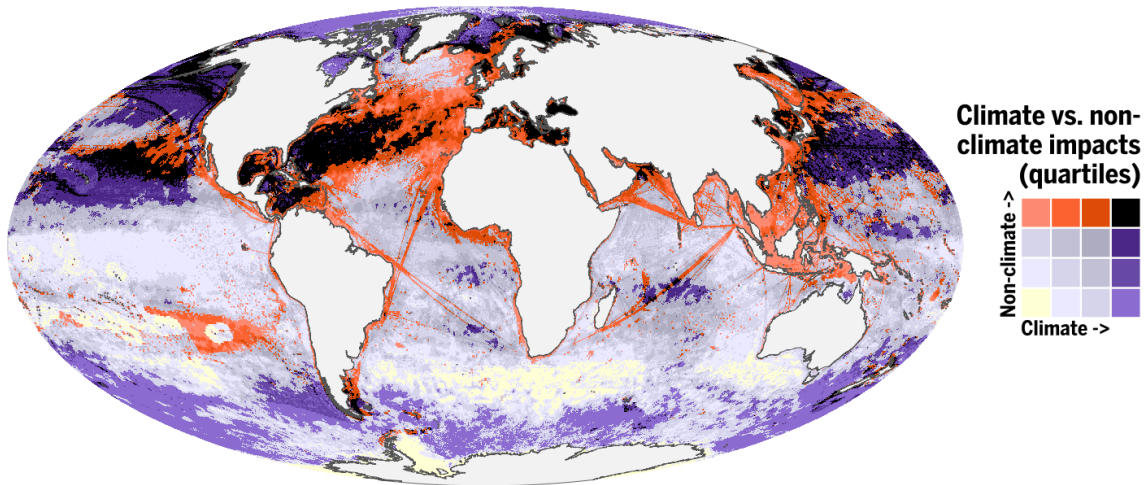 Climate vs. non-
climate impacts
(quartiles)
Non-climate ->
Climate ->